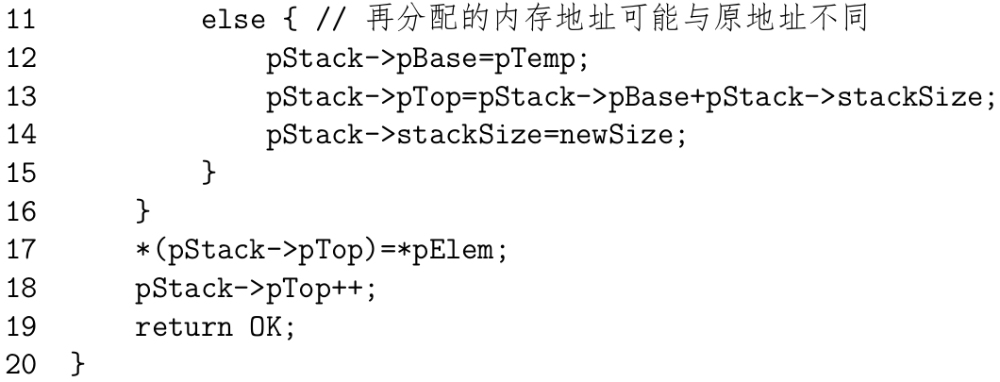 11 else { // 再分配的内存地址可能与原地址不同
12 pStack->pBase=pTemp;
13 pStack->pTop=pStack->pBase+pStack->stackSize;
14 pStack->stackSize=newSize;
15 }
16 }
17 *(pStack->pTop)=*pElem;
18 pStack->pTop++;
19 return OK;
20 }